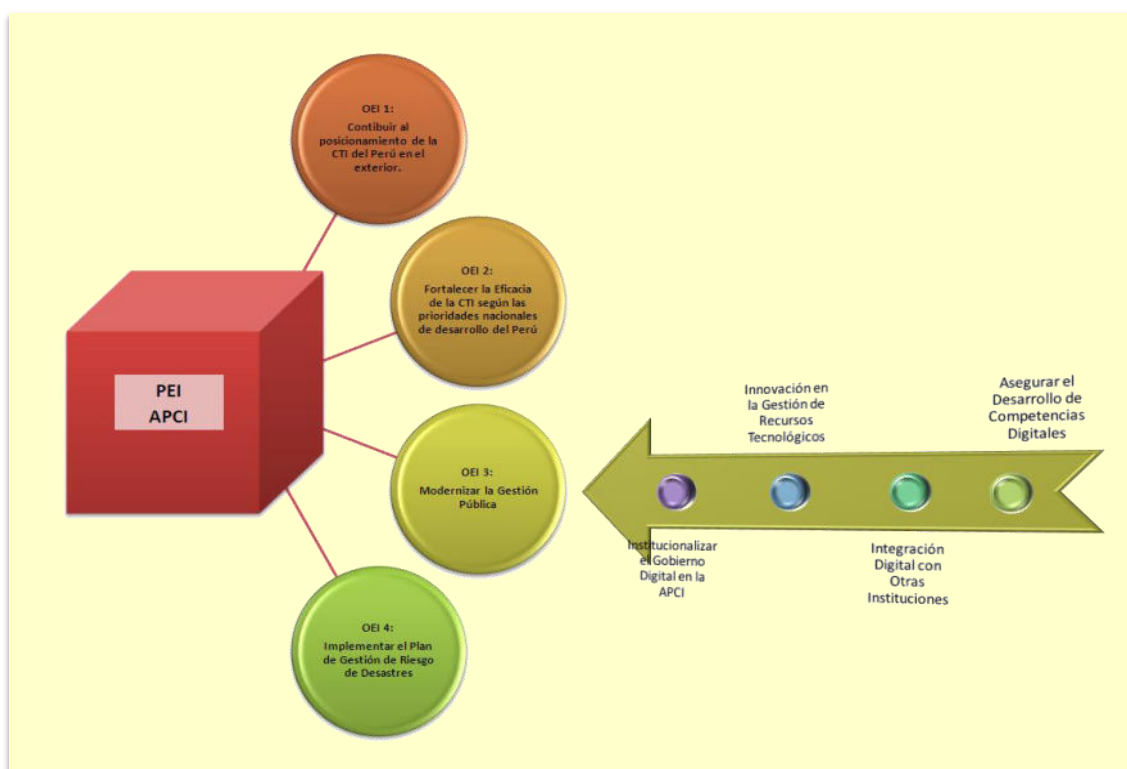 PEI
APCI
OEI 1:
Contibuir al
posicionamiento de la
CTI del Perú en el
exterior.
OEI 2:
Fortalecer la Eficacia
de la CTI según las
prioridades nacionales
de desarrollo del Perú
OEI 3:
Modernizar la Gestión
Pública
OEI 4:
Implementar el Plan
de Gestión de Riesgo
de Desastres
Institucionalizar
el Gobierno
Digital en la
APCI
Innovación en
la Gestión de
Recursos
Tecnológicos
Integración
Digital con
Otras
Instituciones
Asegurar el
Desarrollo de
Competencias
Digitales